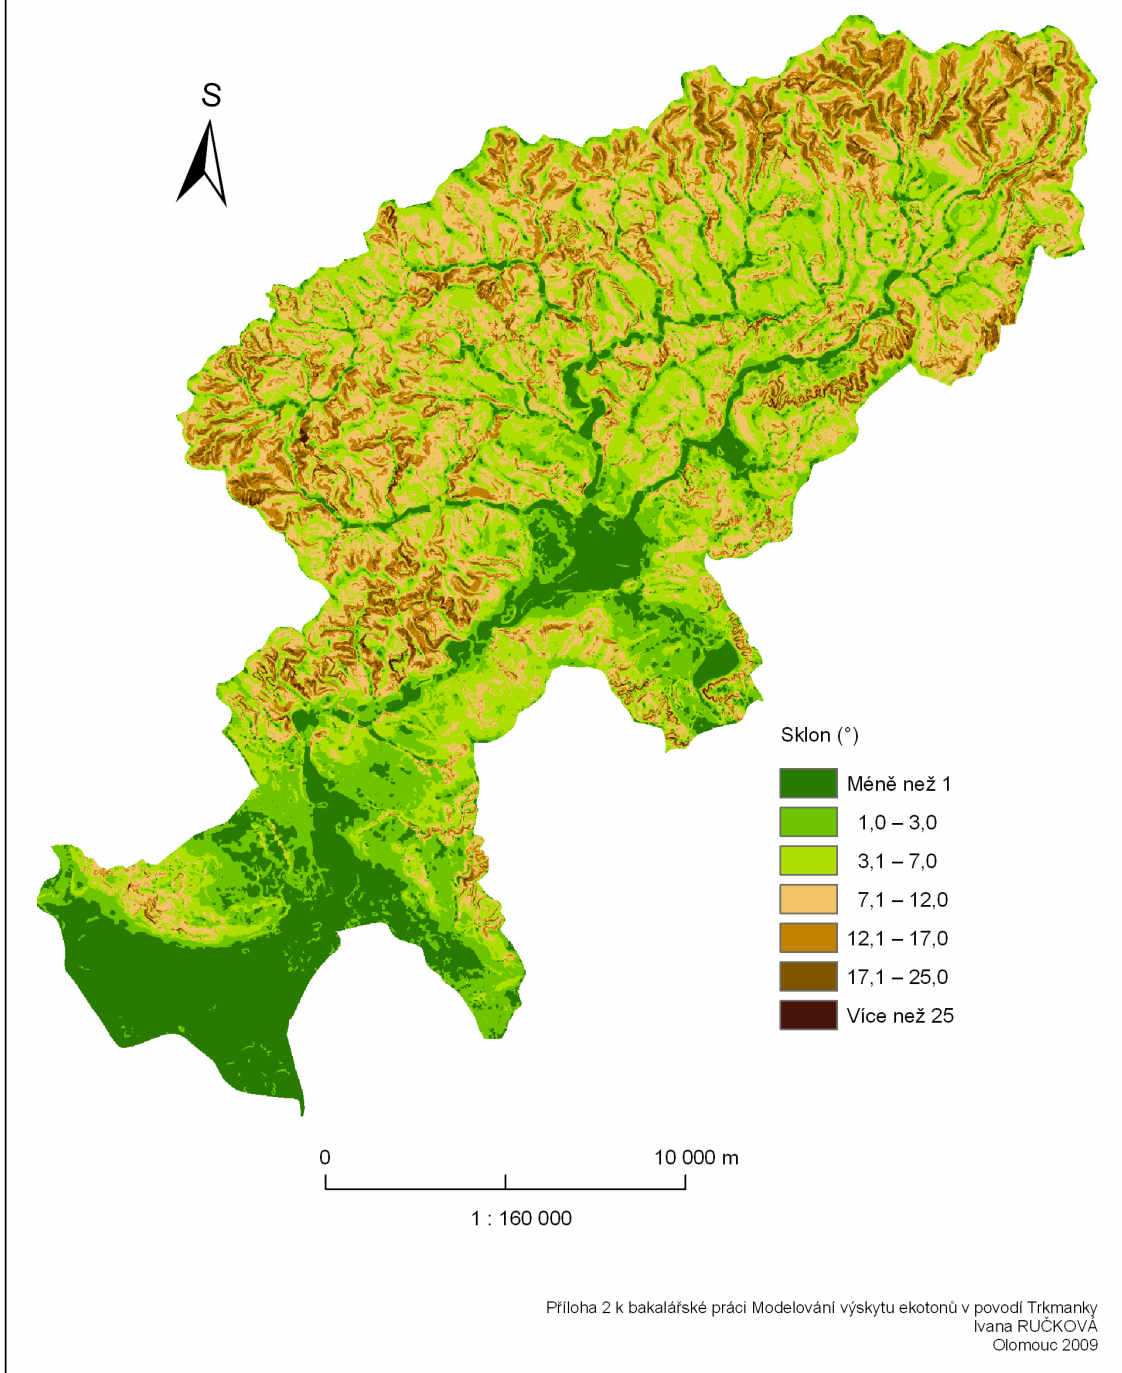 S
Sklon (°)
Méně než 1
1,0 – 3,0
3,1 – 7,0
7,1 – 12,0
12,1 – 17,0
17,1 – 25,0
Více než 25
0 10 000 m
1 : 160 000
Příloha 2 k bakalářské práci Modelování výskytu ekotonů v povodí Trkmanky
Ivana RUČKOVÁ
Olomouc 2009